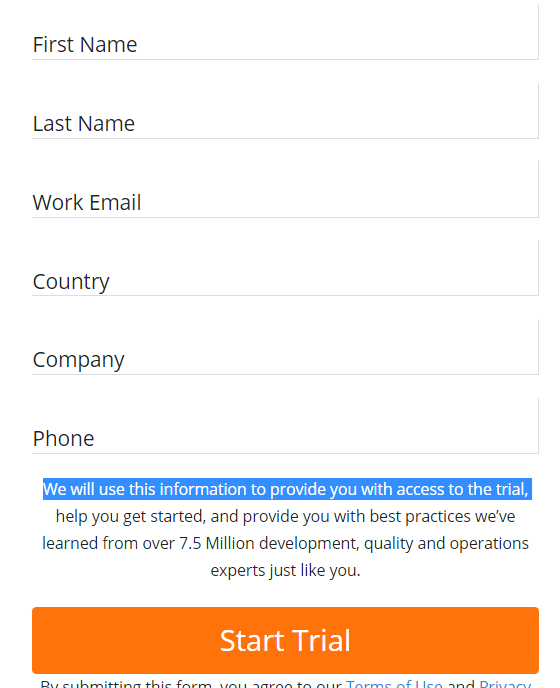 First Name
Last Name
Work Email
Country
Company
Phone
We will use this information to provide you with access to the trial,
help you get started, and provide you with best practices we’ve
learned from over 7.5 Million development, quality and operations
experts just like you.
Start Trial
By submitting this form, you agree to our Terms of Use and Privacy